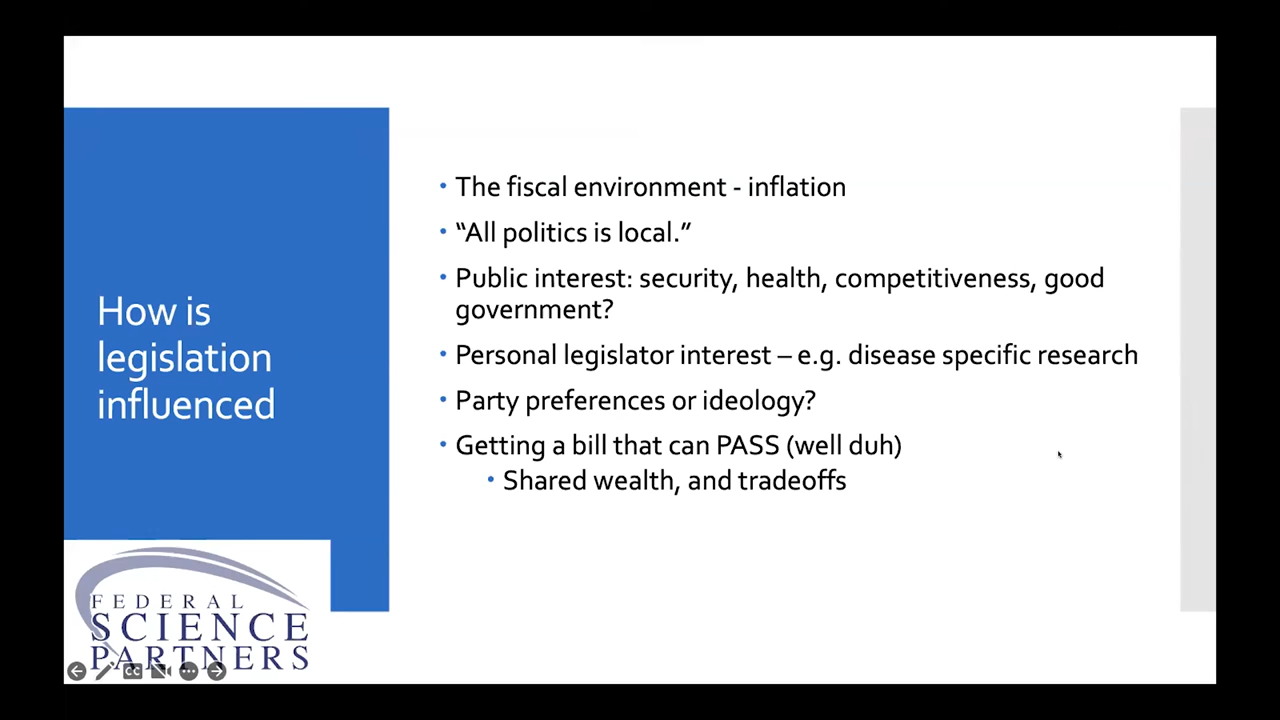 How is
legislation
influenced
• The fiscal environment - inflation
• “All politics is local.”
• Public interest: security, health, competitiveness, good
government?
• Personal legislator interest – e.g. disease specific research
• Party preferences or ideology?
• Getting a bill that can PASS (well duh)
• Shared wealth, and tradeoffs
FEDERAL
SCIENCE
PARTNERS
CC